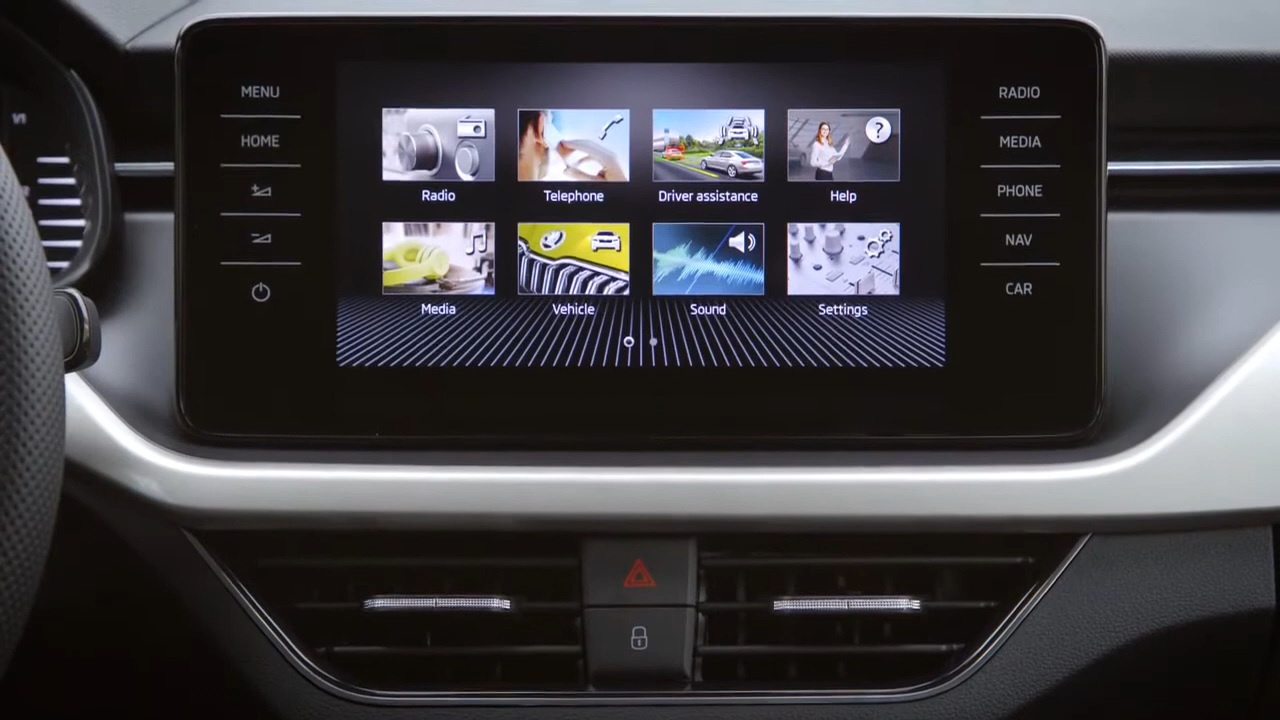 MENU
HOME
RADIO
MEDIA
PHONE
NAV
CAR
Radio
Telephone
Driver assistance
?
Help
Media
Vehicle
Sound
Settings